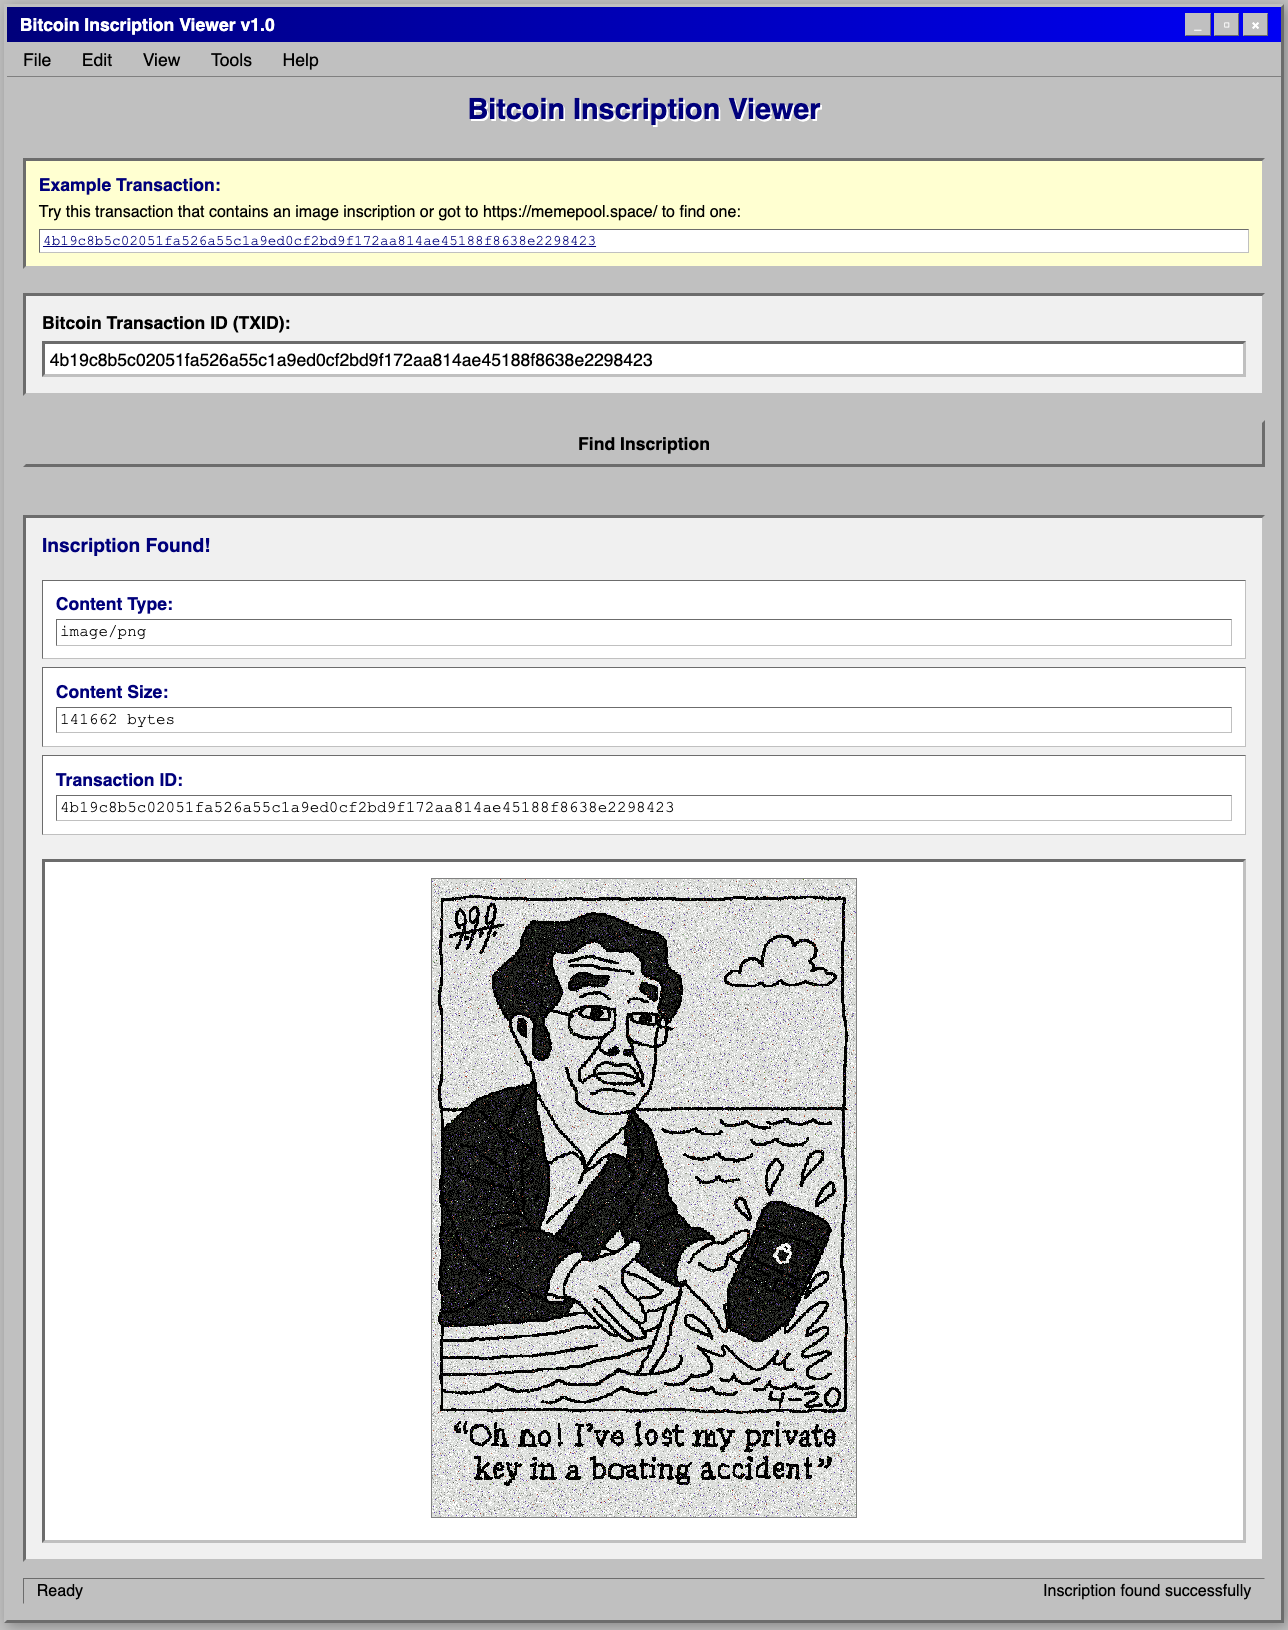 Bitcoin Inscription Viewer v1.0
File Edit View Tools Help
Bitcoin Inscription Viewer
Example Transaction:
Try this transaction that contains an image inscription or got to https://memepool.space/ to find one:
4b19c8b5c02051fa526a55c1a9ed0cf2bd9f172aa814ae45188f8638e2298423
Bitcoin Transaction ID (TXID):
4b19c8b5c02051fa526a55c1a9ed0cf2bd9f172aa814ae45188f8638e2298423
Find Inscription
Inscription Found!
Content Type:
image/png
Content Size:
141662 bytes
Transaction ID:
4b19c8b5c02051fa526a55c1a9ed0cf2bd9f172aa814ae45188f8638e2298423
4-20
“Oh no! I've lost my private
key in a boating accident”
Ready
Inscription found successfully